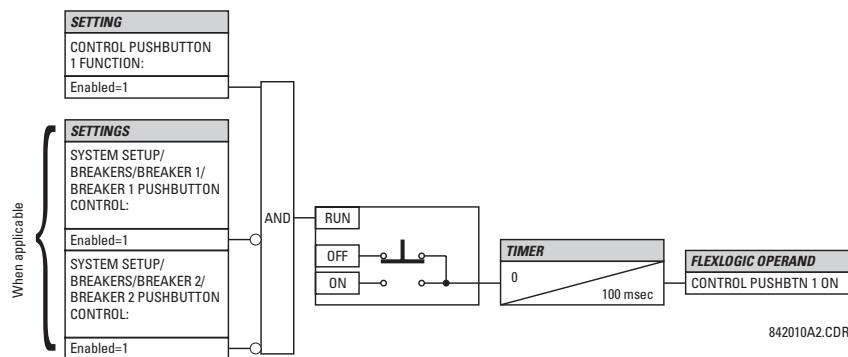 SETTING
CONTROL PUSHBUTTON
1 FUNCTION:
Enabled=1
When applicable
SETTINGS
SYSTEM SETUP/
BREAKERS/BREAKER 1/
BREAKER 1 PUSHBUTTON
CONTROL:
Enabled=1
SYSTEM SETUP/
BREAKERS/BREAKER 2/
BREAKER 2 PUSHBUTTON
CONTROL:
Enabled=1
AND
RUN
OFF
ON
TIMER
0
100 msec
FLEXLOGIC OPERAND
CONTROL PUSHBTN 1 ON
842010A2.CDR